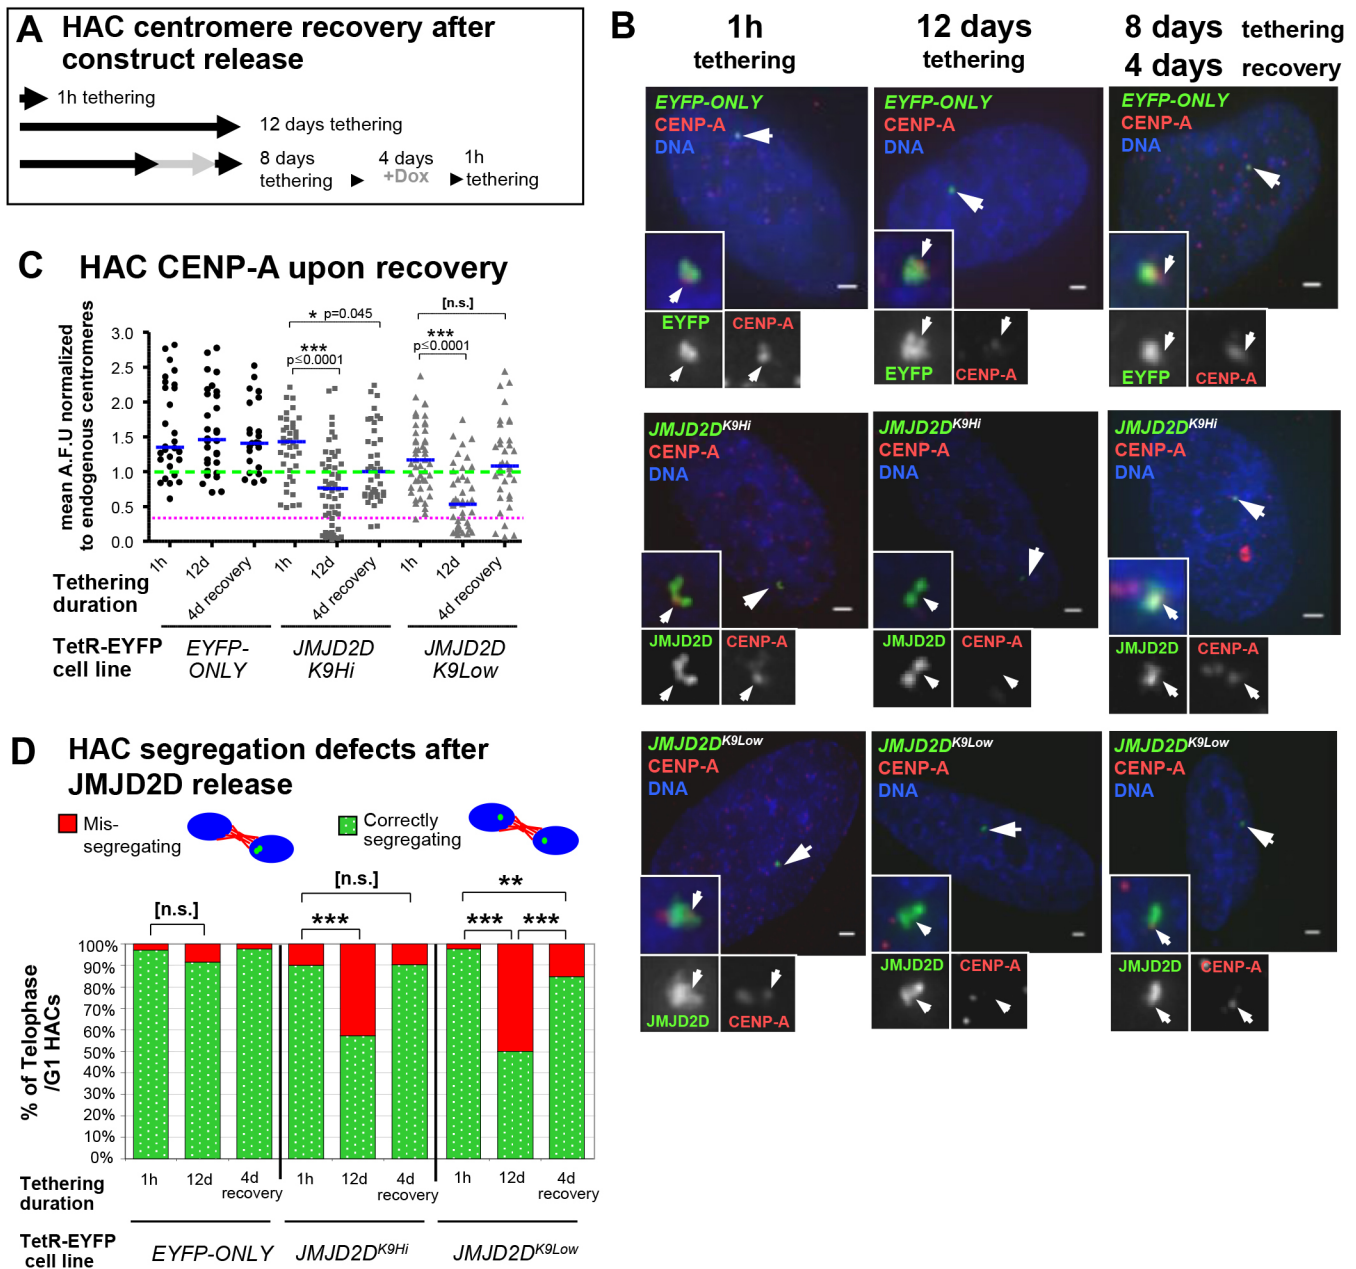 A HAC centromere recovery after
construct release
1h tethering
12 days tethering
8 days
tethering
4 days
+Dox
1h
tethering
B
1h
tethering
12 days
tethering
8 days tethering
4 days recovery
EYFP-ONLY
CENP-A
DNA
EYFP
CENP-A
EYFP-ONLY
CENP-A
DNA
EYFP
CENP-A
EYFP-ONLY
CENP-A
DNA
EYFP
CENP-A
JMJD2DK9Hi
CENP-A
DNA
JMJD2D
CENP-A
JMJD2DK9Hi
CENP-A
DNA
JMJD2D
CENP-A
JMJD2DK9Hi
CENP-A
DNA
JMJD2D
CENP-A
JMJD2DK9Low
CENP-A
DNA
JMJD2D
CENP-A
JMJD2DK9Low
CENP-A
DNA
JMJD2D
CENP-A
JMJD2DK9Low
CENP-A
DNA
JMJD2D
CENP-A
C HAC CENP-A upon recovery
mean A.F.U normalized
to endogenous centromeres
3.0
2.5
2.0
1.5
1.0
0.5
0.0
* p=0.045
***
p≤0.0001
[n.s.]
***
p≤0.0001
Tethering
duration
1h
12d
4d recovery
1h
12d
4d recovery
1h
12d
4d recovery
TetR-EYFP
cell line
EYFP-
ONLY
JMJD2D
K9Hi
JMJD2D
K9Low
D HAC segregation defects after
JMJD2D release
Mis-
segregating
Correctly
segregating
[n.s.]
[n.s.]
***
**
*** ***
% of Telophase
/G1 HACs
100%
90%
80%
70%
60%
50%
40%
30%
20%
10%
0%
Tethering
duration
1h
12d
4d
recovery
1h
12d
4d
recovery
1h
12d
4d
recovery
TetR-EYFP
cell line
EYFP-ONLY
JMJD2DK9Hi
JMJD2DK9Low